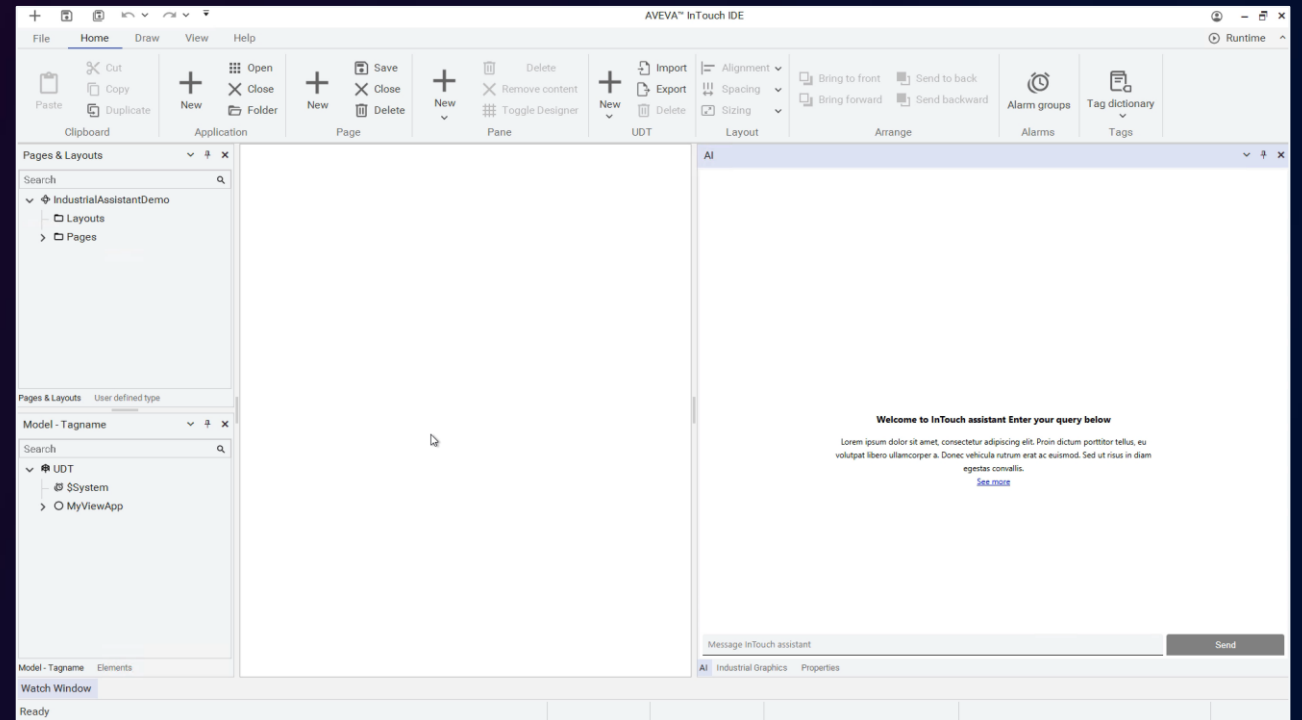 AVEVA™ InTouch IDE
File Home Draw View Help Runtime
Paste Cut Copy Duplicate
Clipboard
New Open Close Folder
Application
New Save Close Delete
Page
New Delete Remove content Toggle Designer
Pane
New Import Export Delete
UDT
Alignment Spacing Sizing
Layout
Bring to front Send to back
Bring forward Send backward
Arrange
Alarm groups
Alarms
Tag dictionary
Tags
Pages & Layouts
Search
IndustrialAssistantDemo
Layouts
Pages
Pages & Layouts User defined type
Model - Tagname
Search
UDT
$System
MyViewApp
Model - Tagname Elements
AI
Welcome to InTouch assistant Enter your query below
Lorem ipsum dolor sit amet, consectetur adipiscing elit. Proin dictum porttitor tellus, eu
volutpat libero ullamcorper a. Donec vehicula rutrum erat ac euismod. Sed ut risus in diam
egestas convallis.
See more
Message InTouch assistant Send
AI Industrial Graphics Properties
Watch Window
Ready